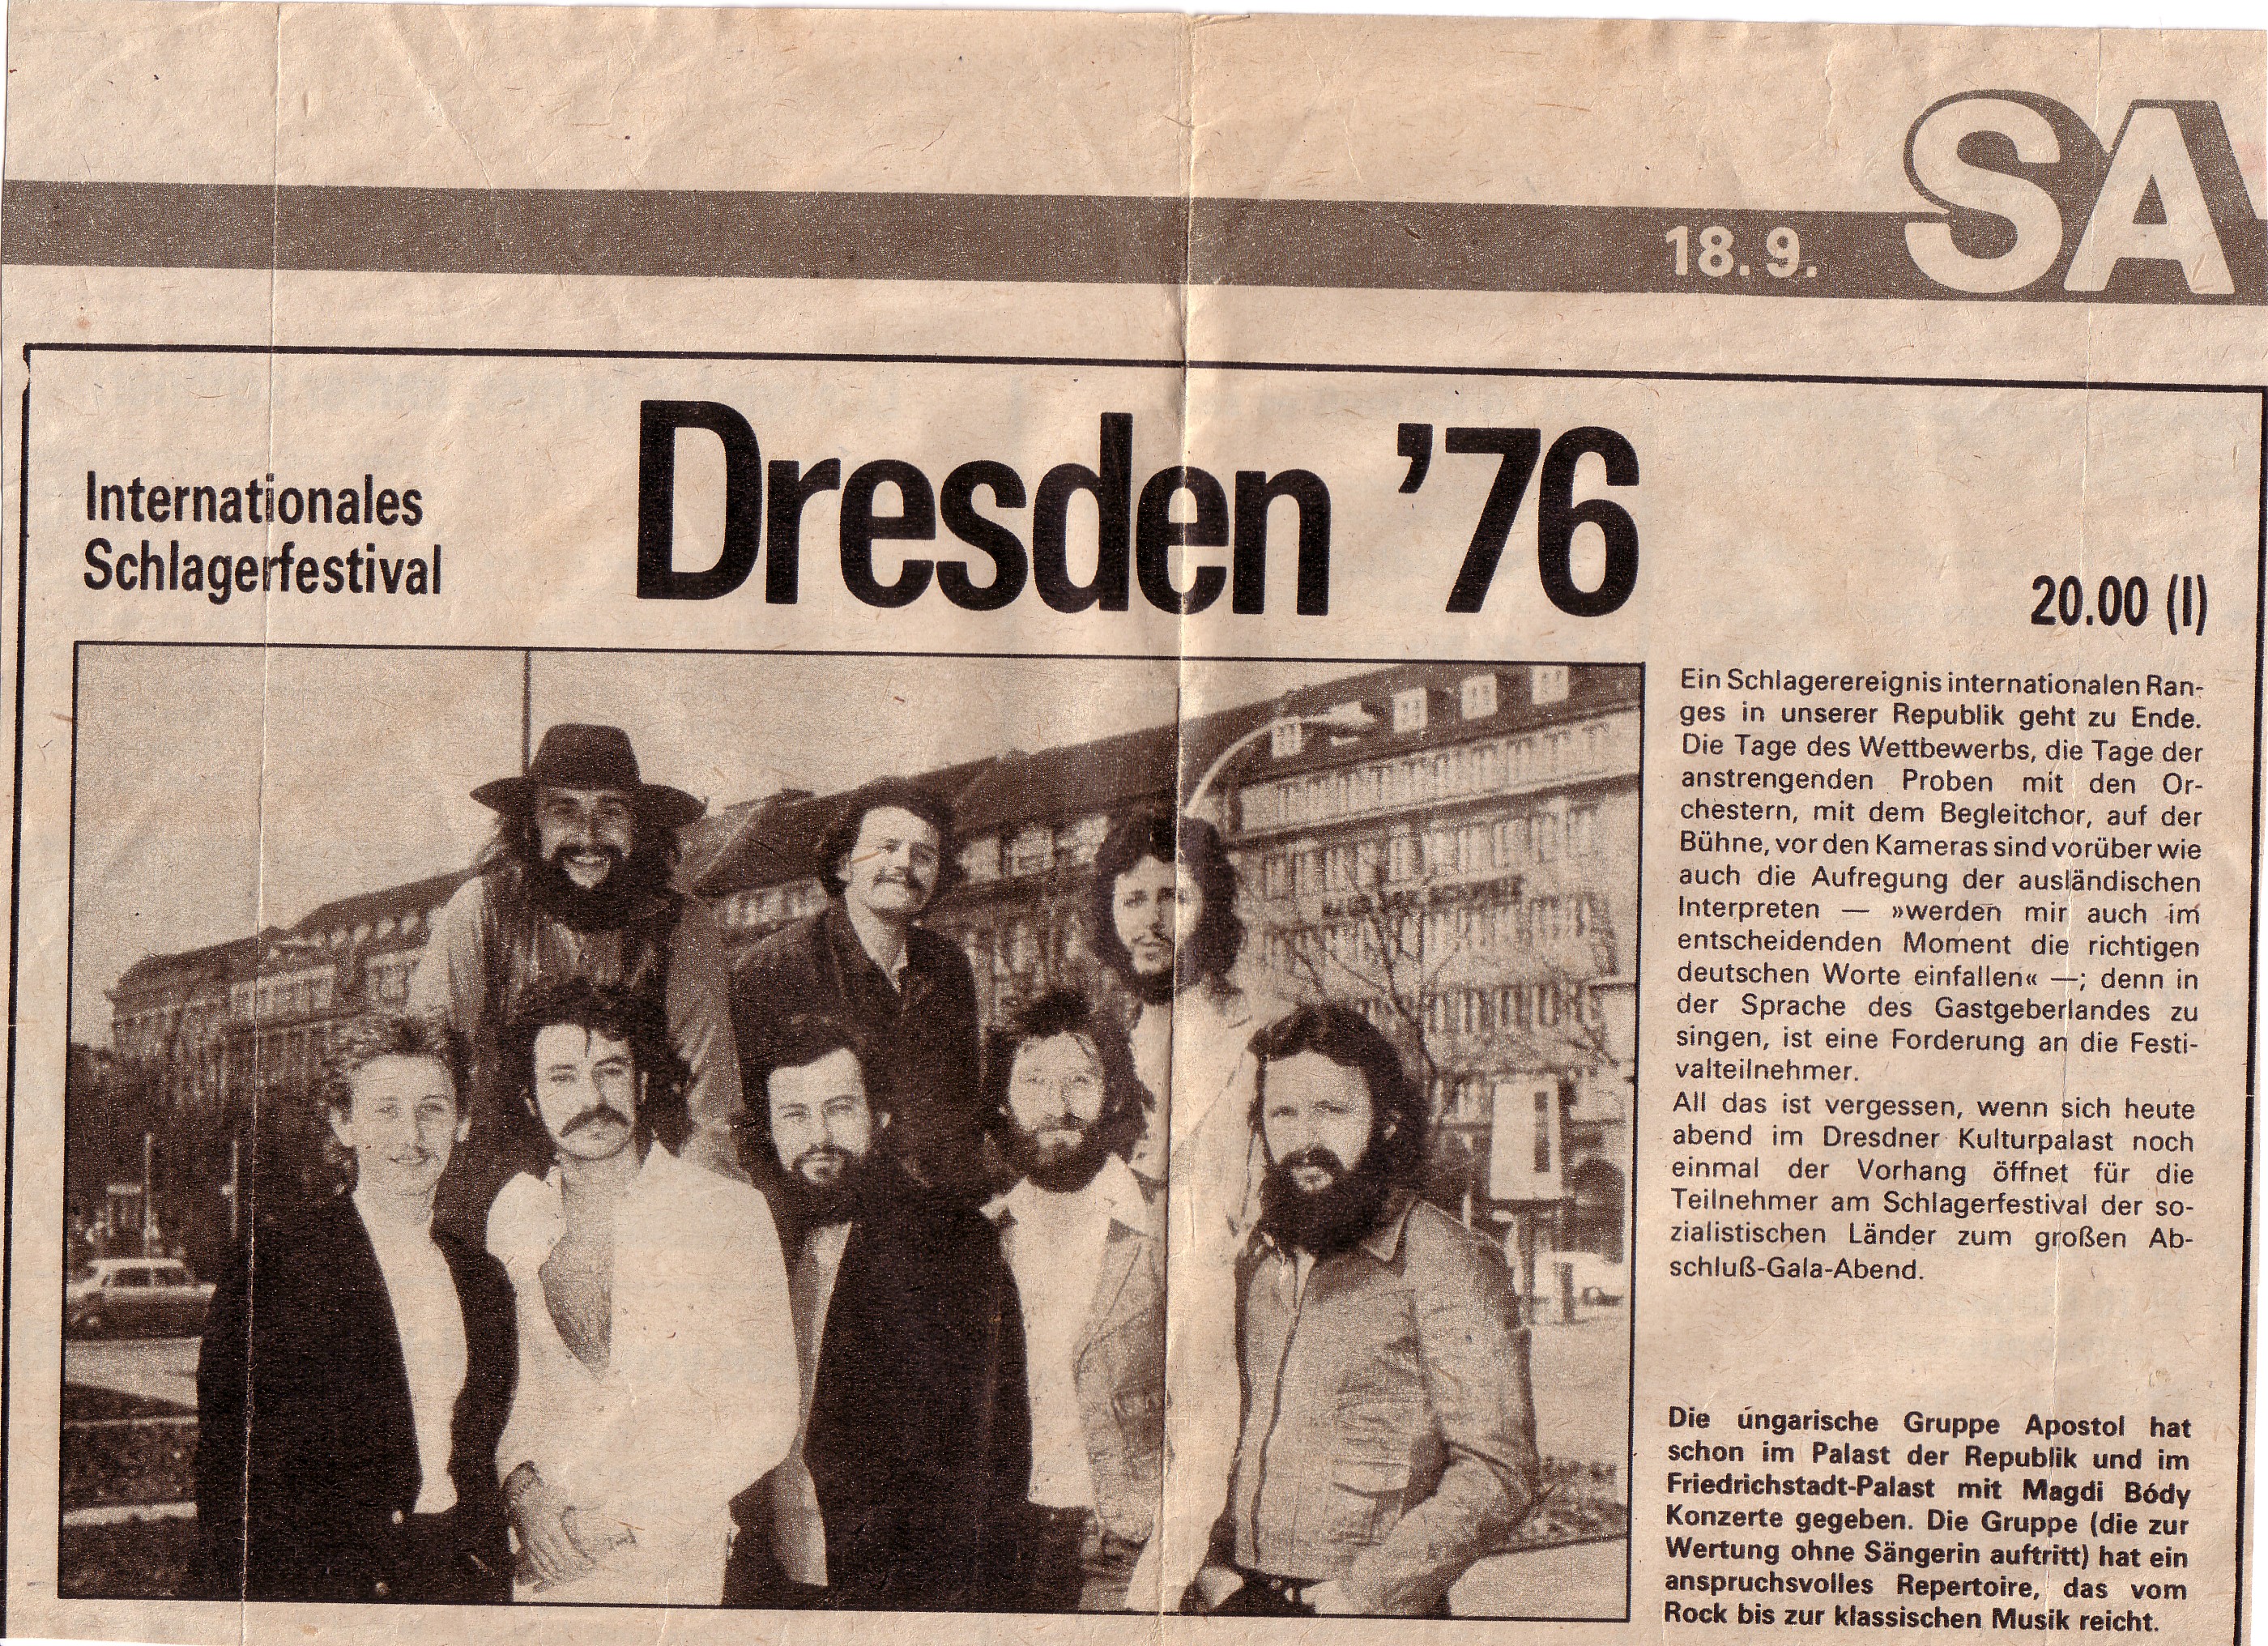 18. 9.
SA
Internationales
Schlagerfestival
Dresden ’76
20.00 (I)
Ein Schlagerereignis internationalen Ran-
ges in unserer Republik geht zu Ende.
Die Tage des Wettbewerbs, die Tage der
anstrengenden Proben mit den Or-
chestern, mit dem Begleitchor, auf der
Bühne, vor den Kameras sind vorüber wie
auch die Aufregung der ausländischen
Interpreten — »werden mir auch im
entscheidenden Moment die richtigen
deutschen Worte einfallen« —; denn in
der Sprache des Gastgeberlandes zu
singen, ist eine Forderung an die Festi-
valteilnehmer.
All das ist vergessen, wenn sich heute
abend im Dresdner Kulturpalast noch
einmal der Vorhang öffnet für die
Teilnehmer am Schlagerfestival der so-
zialistischen Länder zum großen Ab-
schluß-Gala-Abend.
Die ungarische Gruppe Apostol hat
schon im Palast der Republik und im
Friedrichstadt-Palast mit Magdi Bódy
Konzerte gegeben. Die Gruppe (die zur
Wertung ohne Sängerin auftritt) hat ein
anspruchsvolles Repertoire, das vom
Rock bis zur klassischen Musik reicht.